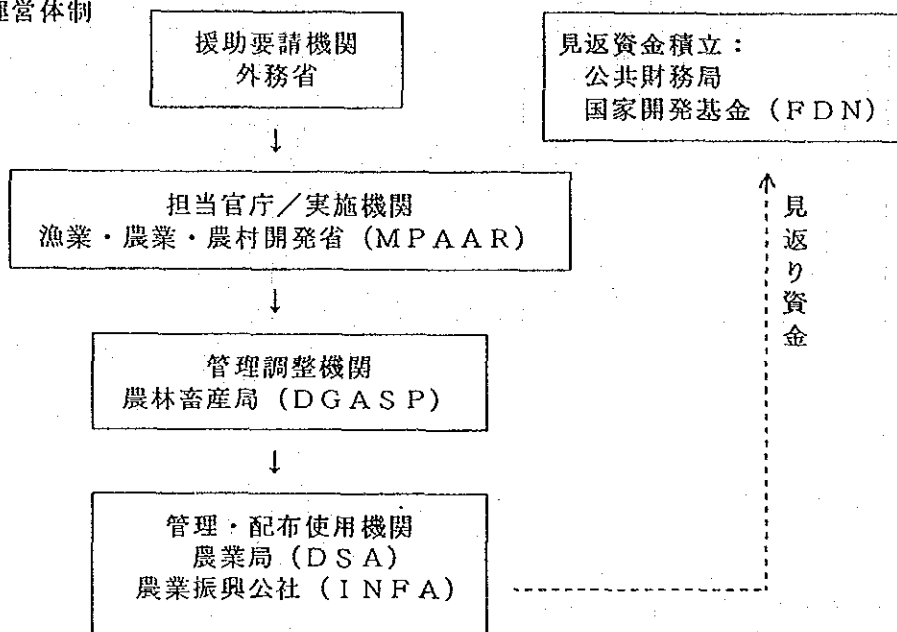 運営体制
援助要請機関
外務省
見返資金積立：
公共財務局
国家開発基金（ＦＤＮ）
↓
担当官庁／実施機関
漁業・農業・農村開発省（ＭＰＡＡＲ）
↓
管理調整機関
農林畜産局（ＤＧＡＳＰ）
↓
管理・配布使用機関
農業局（ＤＳＡ）
農業振興公社（ＩＮＦＡ）
見返り資金